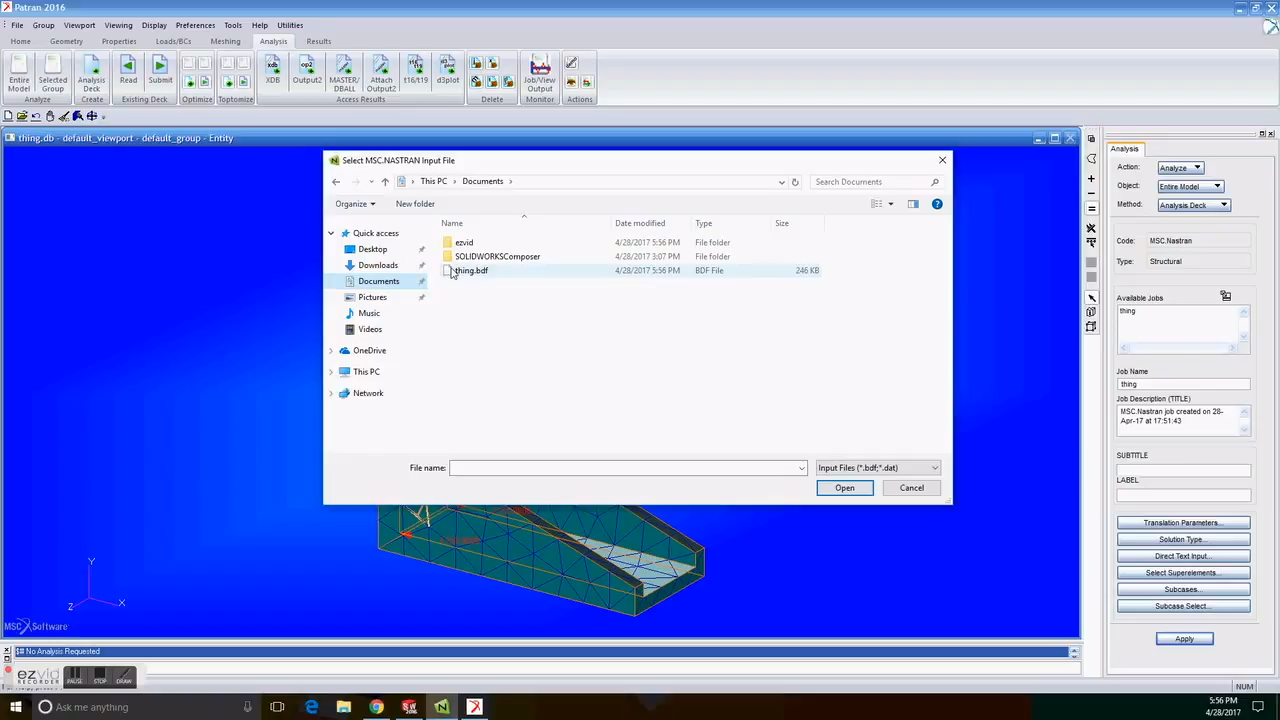 Patran 2016
File Group Viewport Viewing Display Preferences Tools Help Utilities
Home Geometry Properties Loads/BCs Meshing Analysis Results
Entire Model
Selected Group
Analysis Deck
Read
Submit
XDB
Output2
MASTER/DBALL
Attach Output2
t16/t19
d3plot
Job/View Output
Analyze Create Existing Deck Optimize Toptomize Access Results Delete Monitor Actions
thing.db - default_viewport - default_group - Entity
Select MSC.NASTRAN Input File
This PC Documents
Search Documents
Organize New folder
Name Date modified Type Size
Quick access
Desktop
Downloads
Documents
Pictures
Music
Videos
OneDrive
This PC
Network
ezvid 4/28/2017 5:56 PM File folder
SOLIDWORKSComposer 4/28/2017 3:07 PM File folder
thing.bdf 4/28/2017 5:56 PM BDF File 246 KB
File name:
Input Files (*.bdf;*.dat)
Open Cancel
Y
X
Z
MSC Software
Analysis
Action: Analyze
Object: Entire Model
Method: Analysis Deck
Code: MSC.Nastran
Type: Structural
Available Jobs
thing
Job Name
thing
Job Description (TITLE)
MSC.Nastran job created on 28-
Apr-17 at 17:51:43
SUBTITLE
LABEL
Translation Parameters...
Solution Type...
Direct Text Input...
Select Superelements...
Subcases...
Subcase Select...
Apply
$# No Analysis Requested
ezvid
RECORDER
PAUSE STOP DRAW
NUM
Ask me anything
5:56 PM
4/28/2017